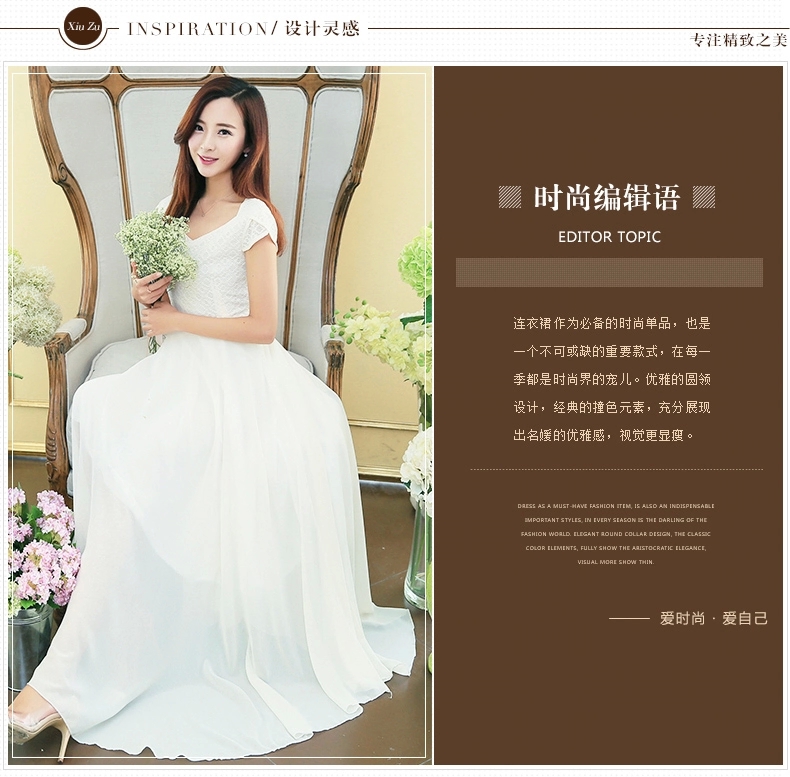 Xiu Zu
INSPIRATION/ 设计灵感
专注精致之美
时尚编辑语
EDITOR TOPIC
连衣裙作为必备的时尚单品，也是
一个不可或缺的重要款式，在每一
季都是时尚界的宠儿。优雅的圆领
设计，经典的撞色元素，充分展现
出名媛的优雅感，视觉更显瘦。
DRESS AS A MUST-HAVE FASHION ITEM, IS ALSO AN INDISPENSABLE
IMPORTANT STYLES, IN EVERY SEASON IS THE DARLING OF THE
FASHION WORLD. ELEGANT ROUND COLLAR DESIGN, THE CLASSIC
COLOR ELEMENTS, FULLY SHOW THE ARISTOCRATIC ELEGANCE,
VISUAL MORE SHOW THIN.
爱时尚 · 爱自己